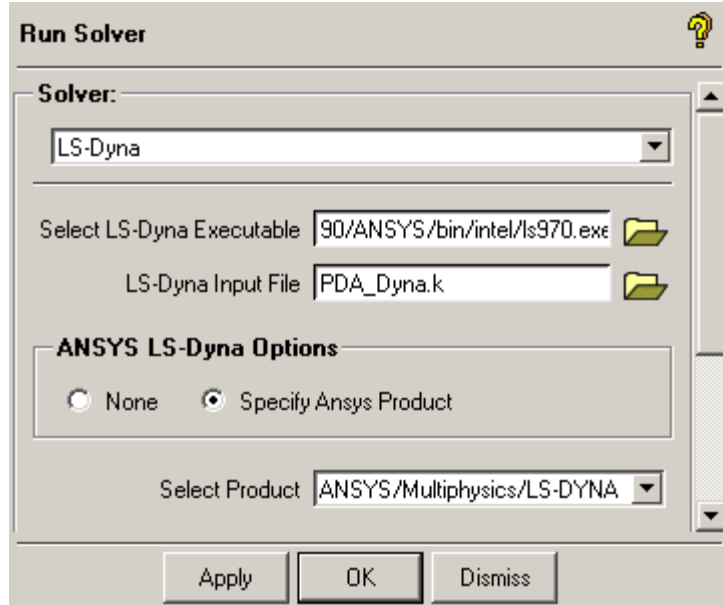 Run Solver
Solver:
LS-Dyna
Select LS-Dyna Executable 90/ANSYS/bin/intel/ls970.exe
LS-Dyna Input File PDA_Dyna.k
ANSYS LS-Dyna Options
None Specify Ansys Product
Select Product ANSYS/Multiphysics/LS-DYNA
Apply OK Dismiss